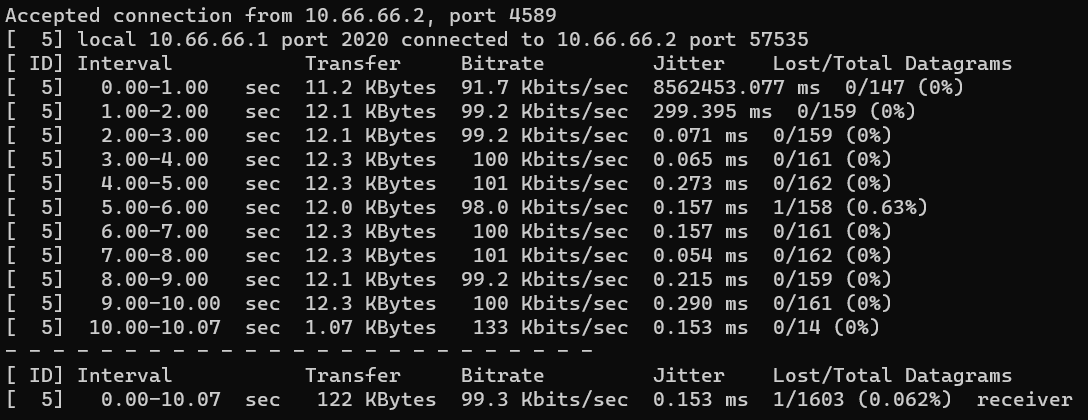 Accepted connection from 10.66.66.2, port 4589
[  5] local 10.66.66.1 port 2020 connected to 10.66.66.2 port 57535
[ ID] Interval           Transfer     Bitrate         Jitter    Lost/Total Datagrams
[  5]   0.00-1.00   sec  11.2 KBytes  91.7 Kbits/sec  8562453.077 ms  0/147 (0%)
[  5]   1.00-2.00   sec  12.1 KBytes  99.2 Kbits/sec  299.395 ms  0/159 (0%)
[  5]   2.00-3.00   sec  12.1 KBytes  99.2 Kbits/sec  0.071 ms  0/159 (0%)
[  5]   3.00-4.00   sec  12.3 KBytes   100 Kbits/sec  0.065 ms  0/161 (0%)
[  5]   4.00-5.00   sec  12.3 KBytes   101 Kbits/sec  0.273 ms  0/162 (0%)
[  5]   5.00-6.00   sec  12.0 KBytes  98.0 Kbits/sec  0.157 ms  1/158 (0.63%)
[  5]   6.00-7.00   sec  12.3 KBytes   100 Kbits/sec  0.157 ms  0/161 (0%)
[  5]   7.00-8.00   sec  12.3 KBytes   101 Kbits/sec  0.054 ms  0/162 (0%)
[  5]   8.00-9.00   sec  12.1 KBytes  99.2 Kbits/sec  0.215 ms  0/159 (0%)
[  5]   9.00-10.00  sec  12.3 KBytes   100 Kbits/sec  0.290 ms  0/161 (0%)
[  5]  10.00-10.07  sec  1.07 KBytes   133 Kbits/sec  0.153 ms  0/14 (0%)
- - - - - - - - - - - - - - - - - - - - - - - - -
[ ID] Interval           Transfer     Bitrate         Jitter    Lost/Total Datagrams
[  5]   0.00-10.07  sec   122 KBytes  99.3 Kbits/sec  0.153 ms  1/1603 (0.062%)  receiver